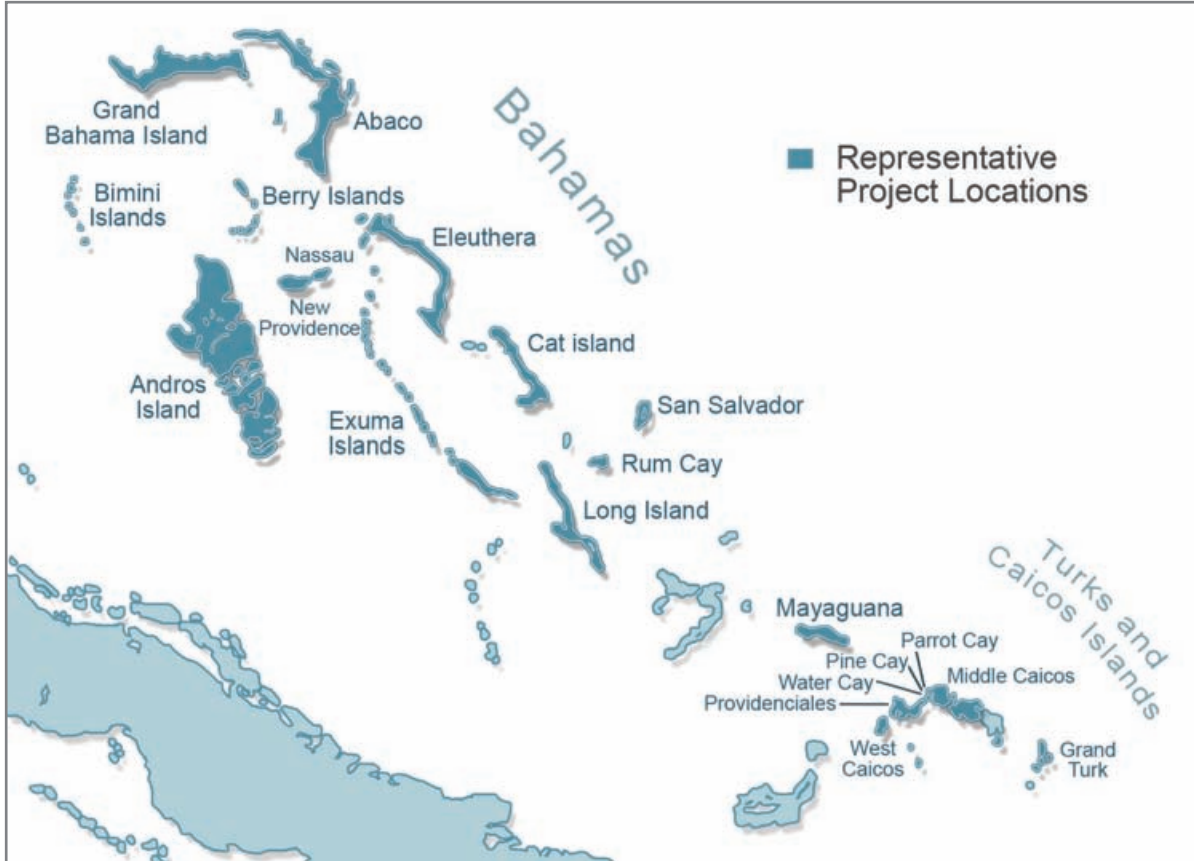 Grand
Bahama Island
Abaco
Bahamas
Representative
Project Locations
Bimini
Islands
Berry Islands
Eleuthera
Nassau
New
Providence
Cat island
Andros
Island
Exuma
Islands
San Salvador
Rum Cay
Long Island
Turks and
Caicos Islands
Mayaguana
Parrot Cay
Pine Cay
Middle Caicos
Water Cay
Providenciales
West
Caicos
Grand
Turk